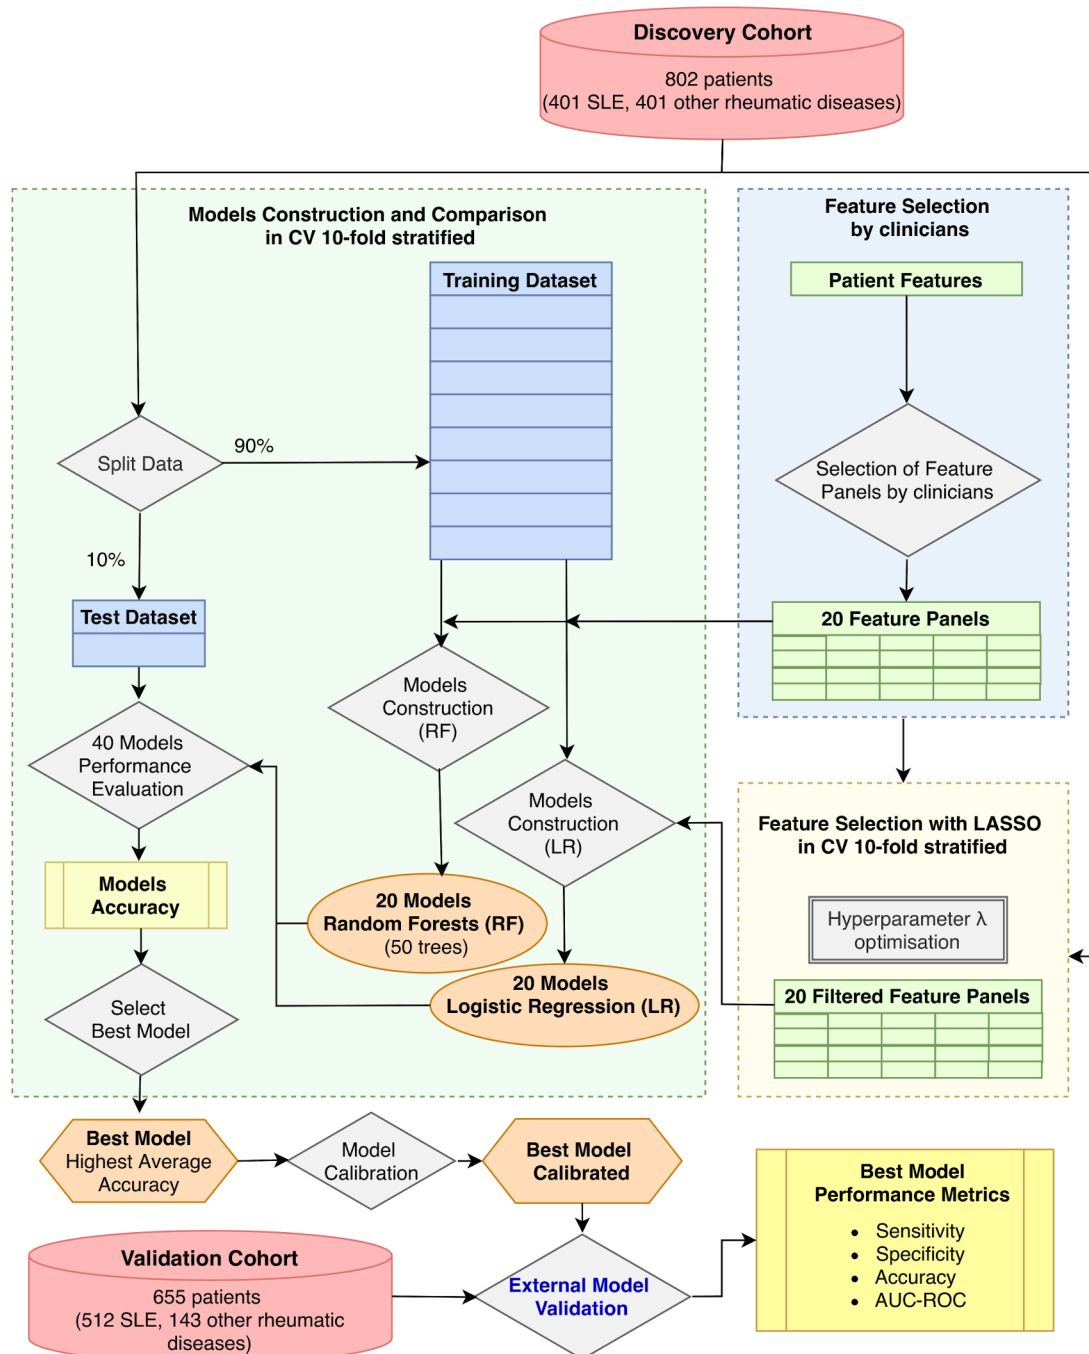 Discovery Cohort
802 patients
(401 SLE, 401 other rheumatic diseases)
Models Construction and Comparison
in CV 10-fold stratified
Training Dataset
Split Data
90%
10%
Test Dataset
40 Models
Performance
Evaluation
Models
Accuracy
Select
Best Model
Models
Construction
(RF)
Models
Construction
(LR)
20 Models
Random Forests (RF)
(50 trees)
20 Models
Logistic Regression (LR)
Feature Selection
by clinicians
Patient Features
Selection of Feature
Panels by clinicians
20 Feature Panels
Feature Selection with LASSO
in CV 10-fold stratified
Hyperparameter λ
optimisation
20 Filtered Feature Panels
Best Model
Highest Average
Accuracy
Model
Calibration
Best Model
Calibrated
Validation Cohort
655 patients
(512 SLE, 143 other rheumatic
diseases)
External Model
Validation
Best Model
Performance Metrics
• Sensitivity
• Specificity
• Accuracy
• AUC-ROC